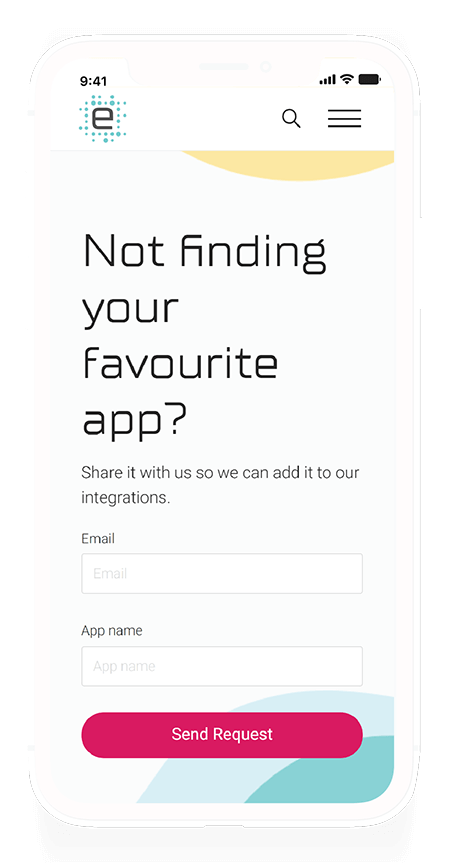 9:41
e
Not finding
your
favourite
app?
Share it with us so we can add it to our
integrations.
Email
Email
App name
App name
Send Request